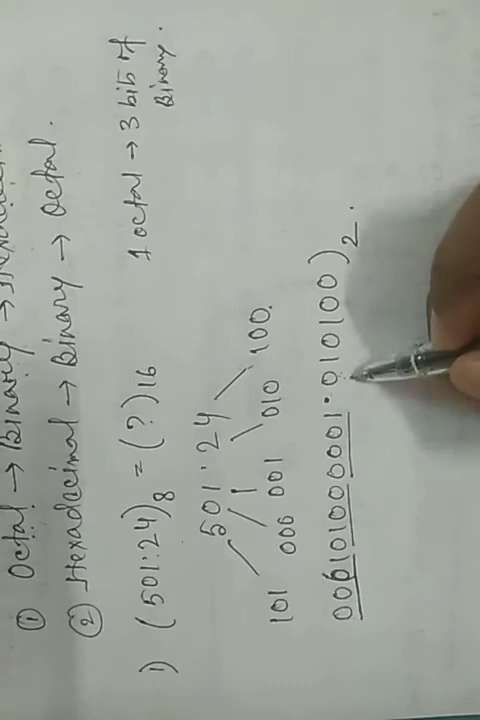 ① Octal → Binary →
② Hexadecimal → Binary → Octal.
1) (501.24)8 = (?)16 1 octal → 3 bit of Binary.
501.24
101 000 001 010 100.
000101000001.010100)2.